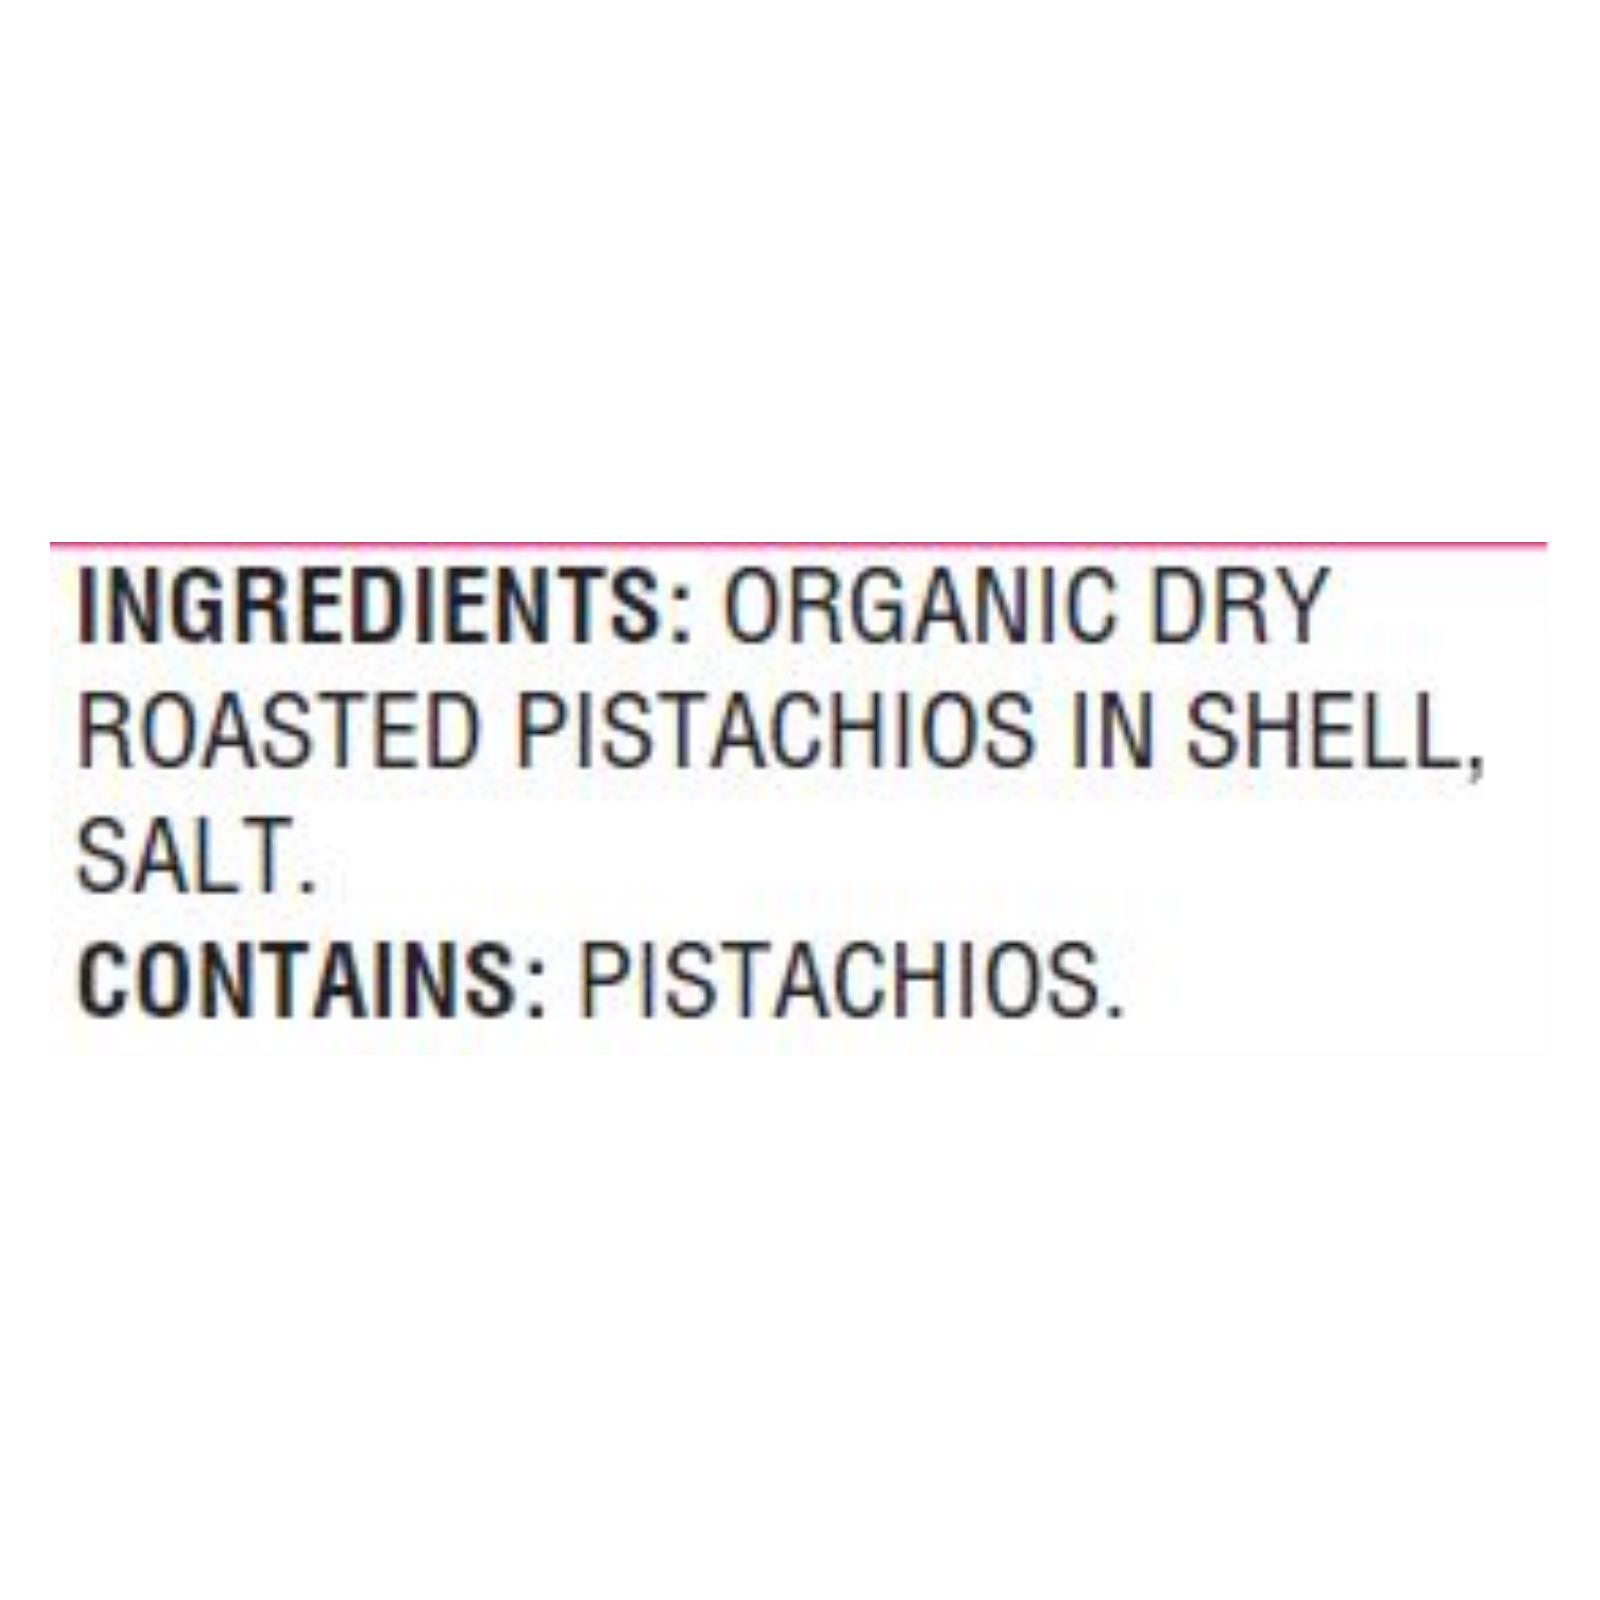 INGREDIENTS: ORGANIC DRY
ROASTED PISTACHIOS IN SHELL,
SALT.
CONTAINS: PISTACHIOS.